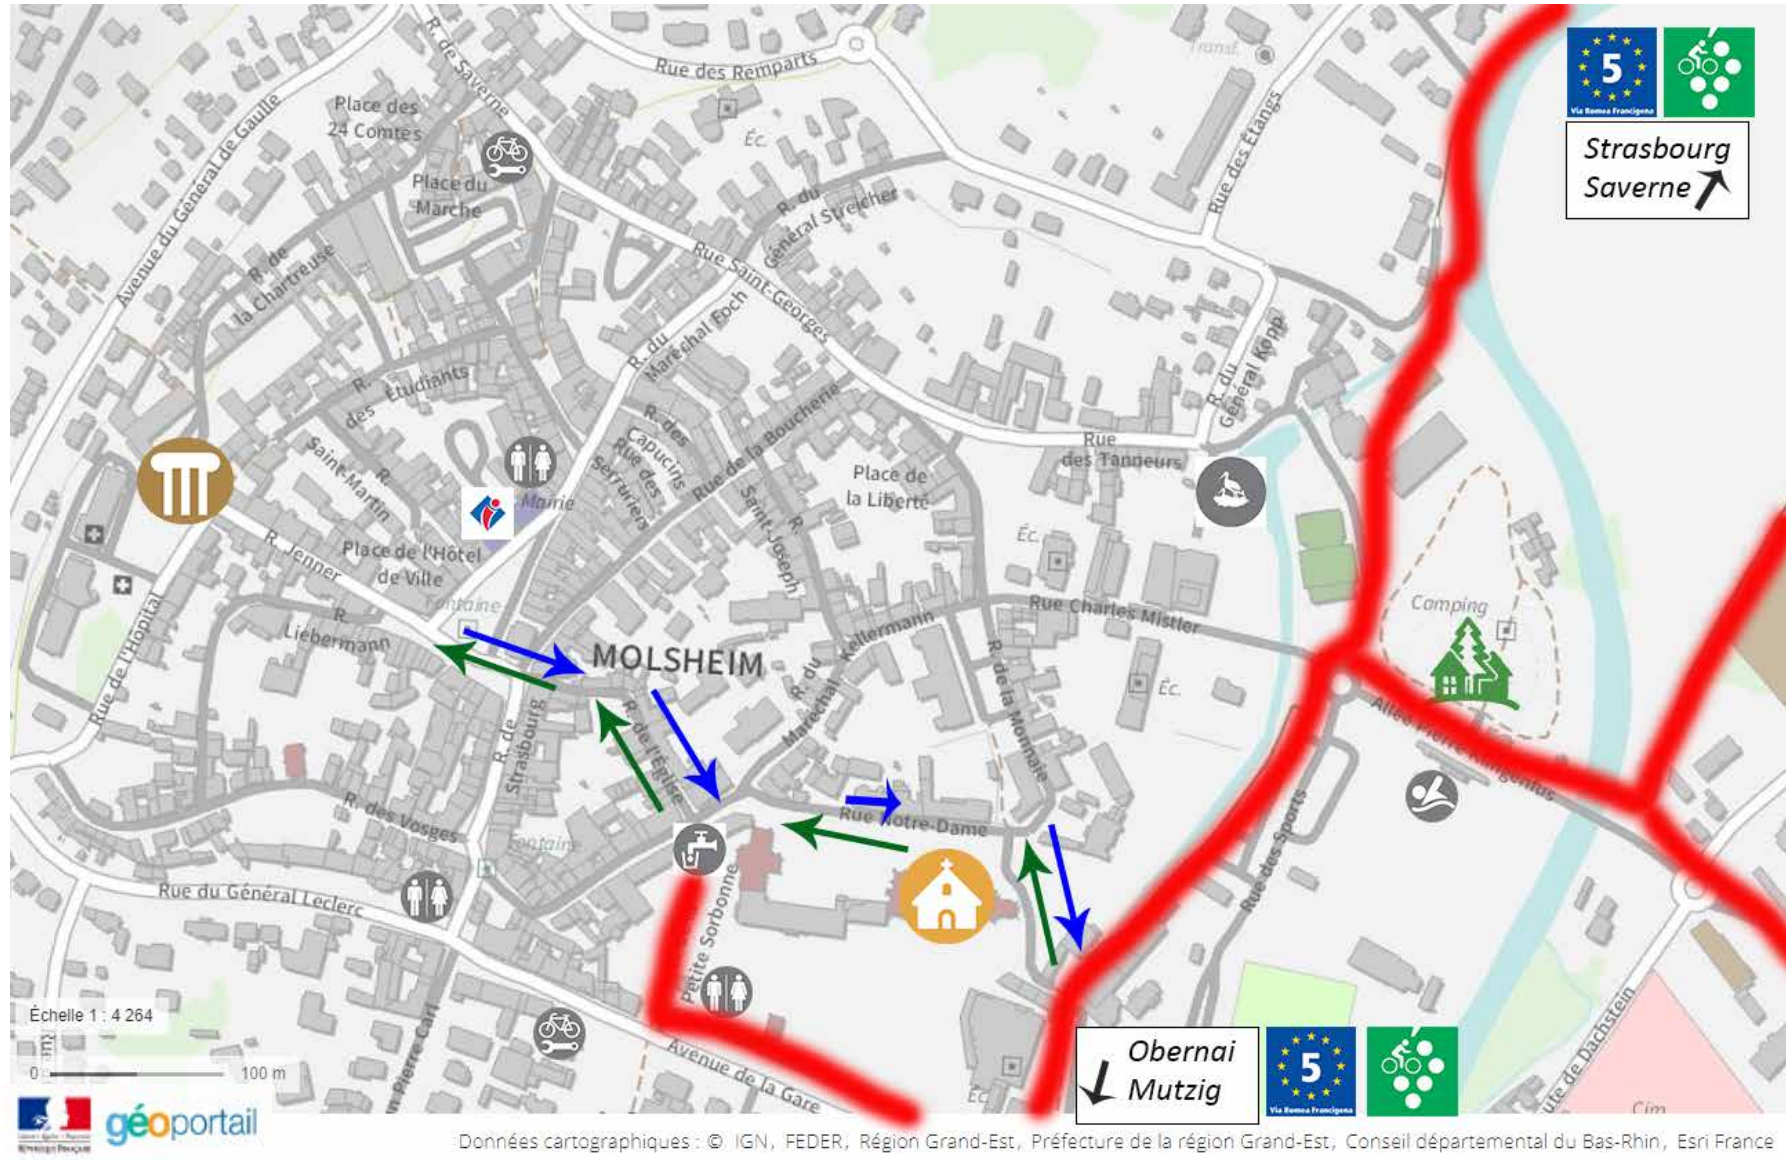 R. de Saverne
Rue des Remparts
Transf.
5
Via Romea Francigena
Strasbourg
Saverne
Place des
24 Comtes
Éc.
Avenue du Général de Gaulle
Place du
Marche
Rue des Étangs
R. du
Général Streicher
R. de
la Chartreuse
Rue Saint-Georges
R. du
Maréchal Foch
R. du
Général Kopp
R.
des Étudiants
R. des
Capucins
Rue de la Boucherie
Rue
des Tanneurs
Saint-Martin
R.
Rue des
Serruriers
Place de
la Liberté
Mairie
R.
Saint-Joseph
R. Jenner
Place de l'Hôtel
de Ville
Éc.
Fontaine
Camping
R.
Liebermann
Rue Charles Mistler
Rue de l'Hôpital
MOLSHEIM
R. du
Maréchal Kellermann
R. de la Monnaie
Éc.
R. de
Strasbourg
R. de l'Église
Allée Pierre Klingenfus
R. des Vosges
Rue Notre-Dame
Fontaine
Rue des Sports
Rue du Général Leclerc
Petite Sorbonne
Échelle 1 : 4 264
0
100 m
n Pierre Carl
Avenue de la Gare
Éc.
Obernai
Mutzig
5
Via Romea Francigena
ute de Dachstein
Cim.
géoportail
Données cartographiques : © IGN, FEDER, Région Grand-Est, Préfecture de la région Grand-Est, Conseil départemental du Bas-Rhin, Esri France